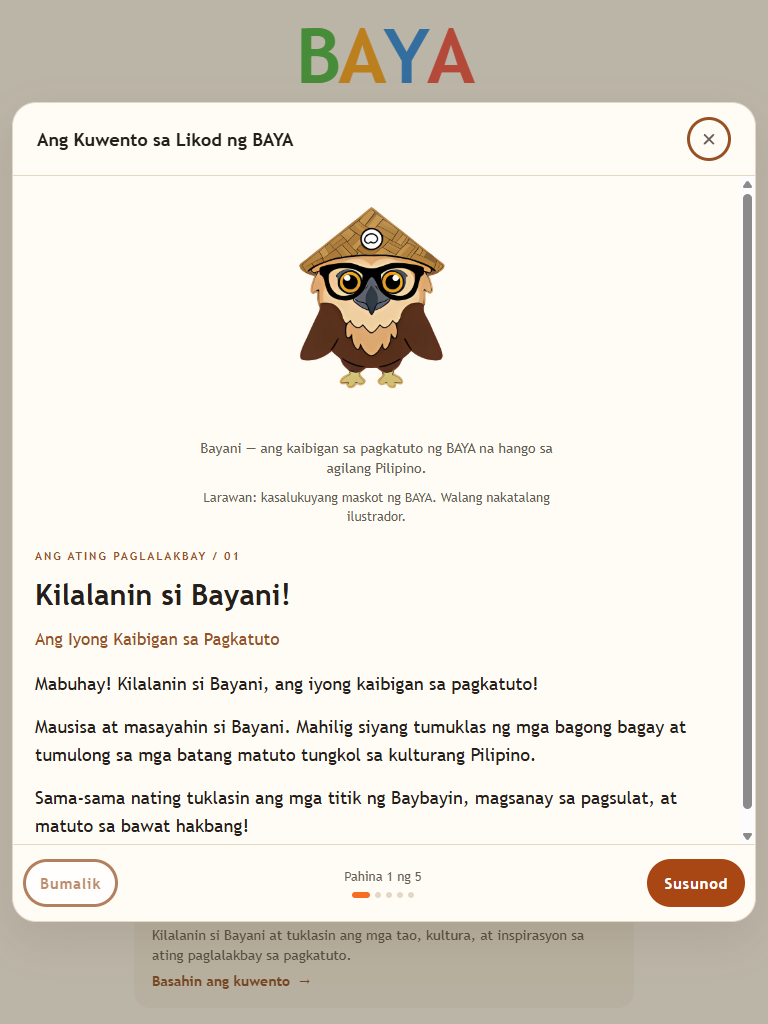 BAYA
Ang Kuwento sa Likod ng BAYA
Bayani — ang kaibigan sa pagkatuto ng BAYA na hango sa
agilang Pilipino.
Larawan: kasalukuyang maskot ng BAYA. Walang nakatalang
ilustrador.
ANG ATING PAGLALAKBAY / 01
Kilalanin si Bayani!
Ang Iyong Kaibigan sa Pagkatuto
Mabuhay! Kilalanin si Bayani, ang iyong kaibigan sa pagkatuto!
Mausisa at masayahin si Bayani. Mahilig siyang tumuklas ng mga bagong bagay at
tumulong sa mga batang matuto tungkol sa kulturang Pilipino.
Sama-sama nating tuklasin ang mga titik ng Baybayin, magsanay sa pagsulat, at
matuto sa bawat hakbang!
Bumalik
Pahina 1 ng 5
Susunod
Kilalanin si Bayani at tuklasin ang mga tao, kultura, at inspirasyon sa
ating paglalakbay sa pagkatuto.
Basahin ang kuwento →